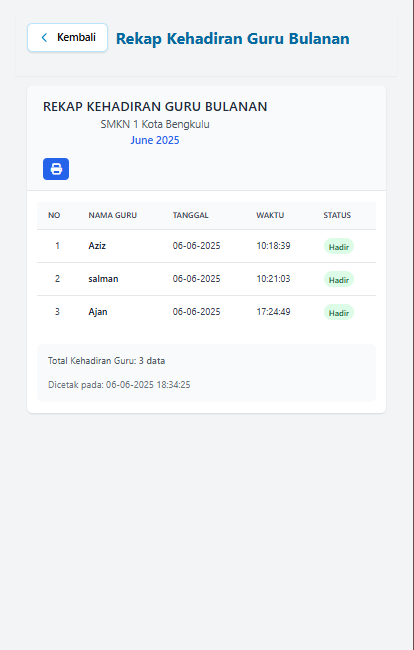 Kembali Rekap Kehadiran Guru Bulanan
REKAP KEHADIRAN GURU BULANAN
SMKN 1 Kota Bengkulu
June 2025
NO NAMA GURU TANGGAL WAKTU STATUS
1 Aziz 06-06-2025 10:18:39 Hadir
2 salman 06-06-2025 10:21:03 Hadir
3 Ajan 06-06-2025 17:24:49 Hadir
Total Kehadiran Guru: 3 data
Dicetak pada: 06-06-2025 18:34:25